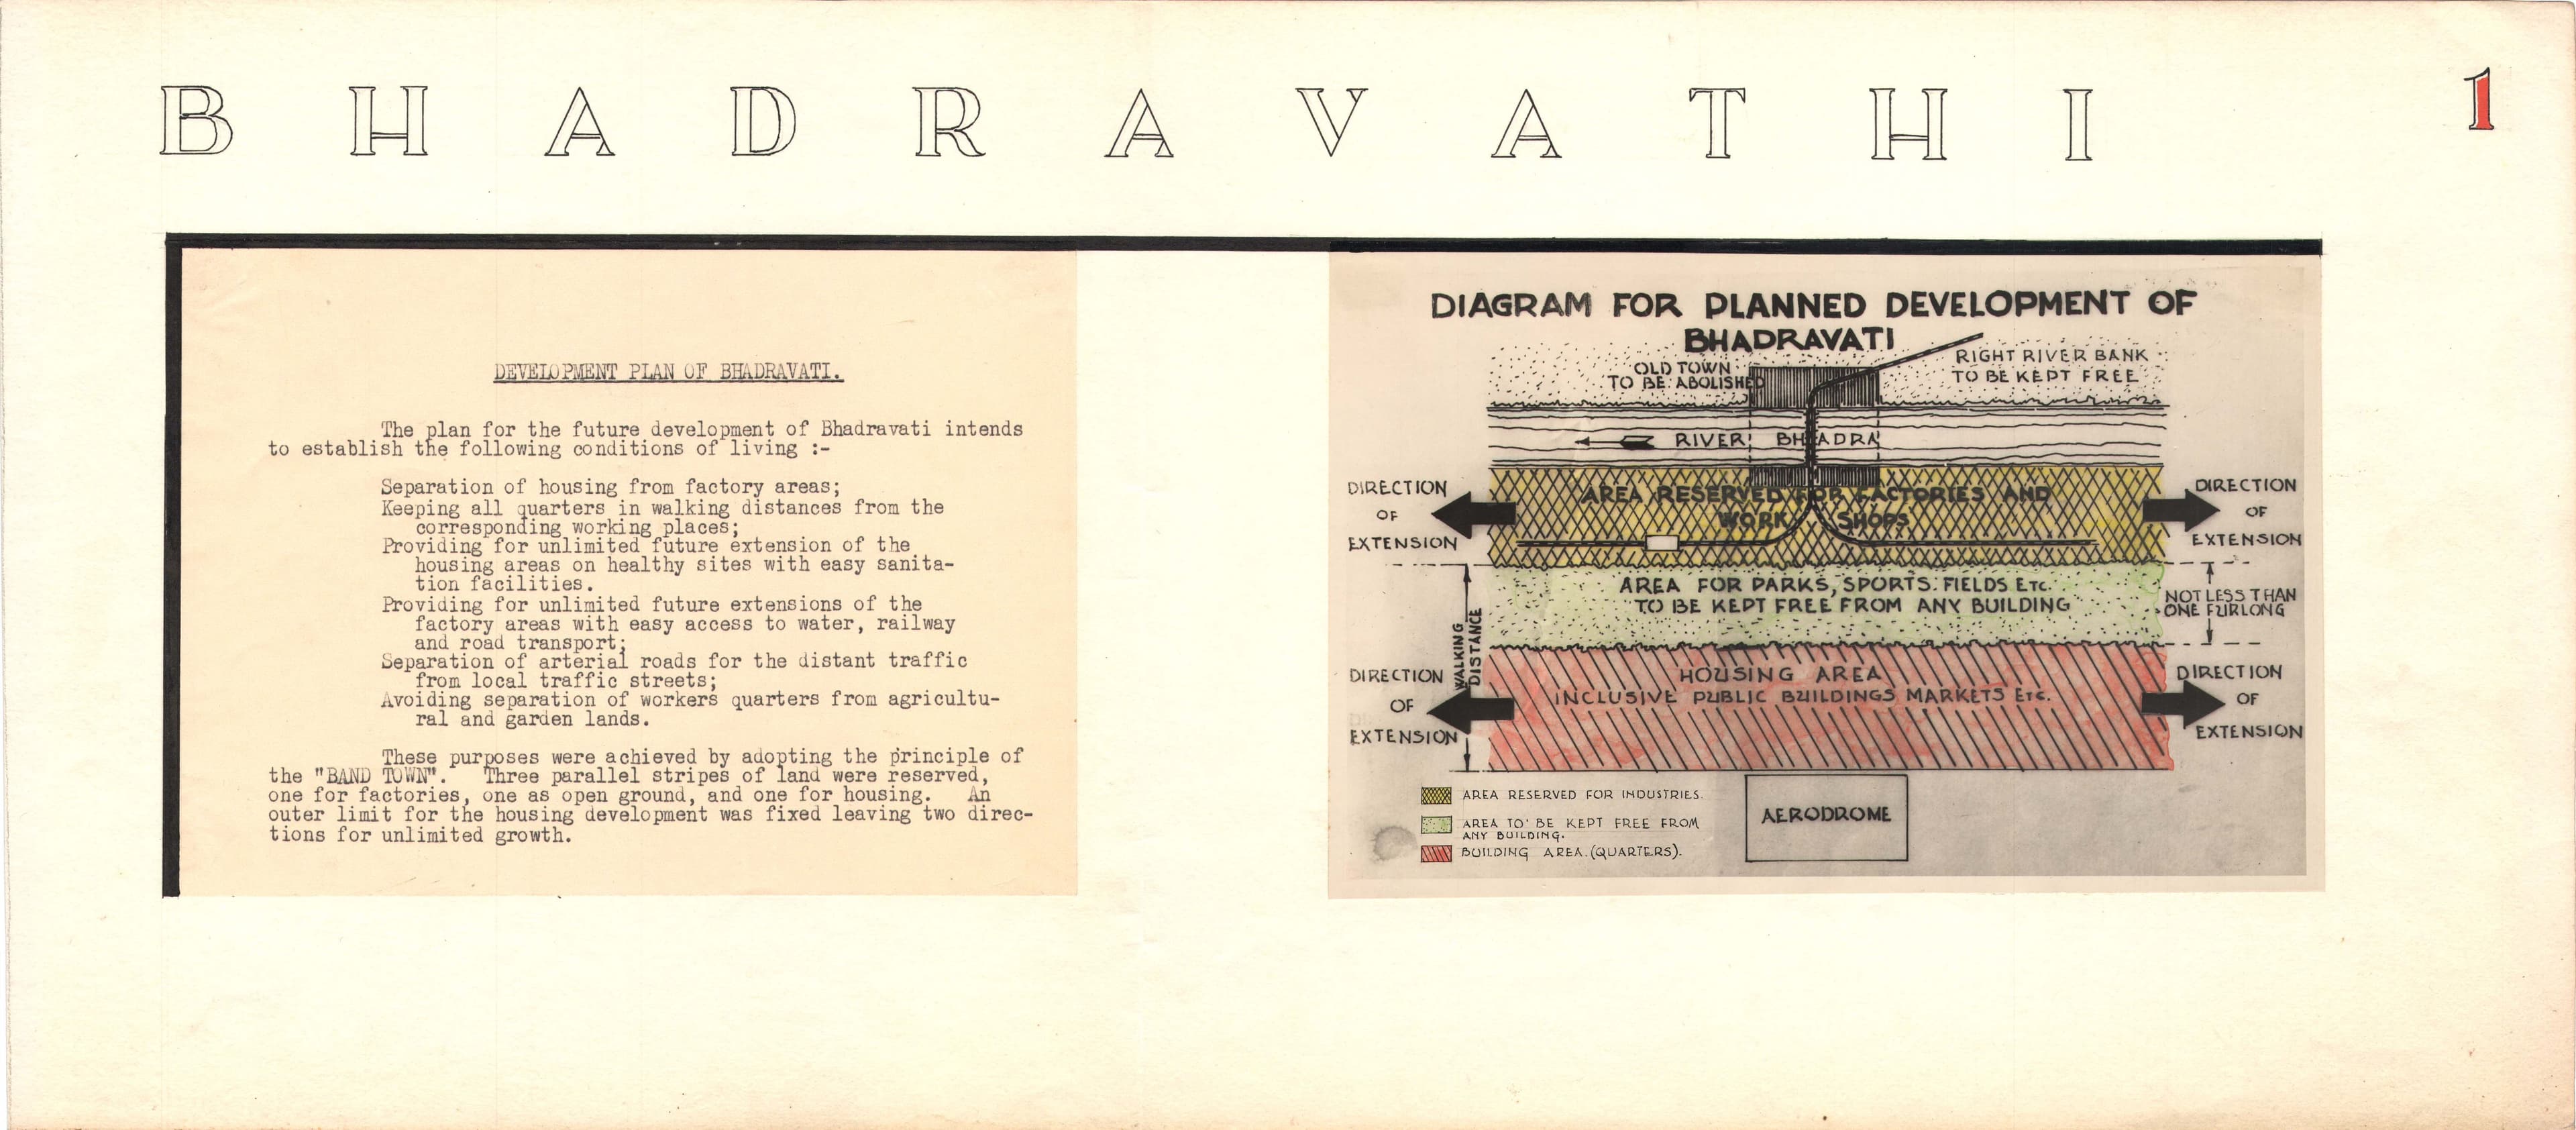 BHADRAVATHI
1
DEVELOPMENT PLAN OF BHADRAVATI.
The plan for the future development of Bhadravati intends
to establish the following conditions of living :-
Separation of housing from factory areas;
Keeping all quarters in walking distances from the
corresponding working places;
Providing for unlimited future extension of the
housing areas on healthy sites with easy sanita-
tion facilities.
Providing for unlimited future extensions of the
factory areas with easy access to water, railway
and road transport;
Separation of arterial roads for the distant traffic
from local traffic streets;
Avoiding separation of workers quarters from agricultu-
ral and garden lands.
These purposes were achieved by adopting the principle of
the "BAND TOWN". Three parallel stripes of land were reserved,
one for factories, one as open ground, and one for housing. An
outer limit for the housing development was fixed leaving two direc-
tions for unlimited growth.
DIAGRAM FOR PLANNED DEVELOPMENT OF
BHADRAVATI
OLD TOWN
TO BE ABOLISHED
RIGHT RIVER BANK
TO BE KEPT FREE
RIVER BHADRA
DIRECTION
OF
EXTENSION
AREA RESERVED FOR FACTORIES AND
WORK SHOPS
DIRECTION
OF
EXTENSION
AREA FOR PARKS, SPORTS FIELDS ETC.
TO BE KEPT FREE FROM ANY BUILDING
NOT LESS THAN
ONE FURLONG
WALKING
DISTANCE
DIRECTION
OF
EXTENSION
HOUSING AREA
INCLUSIVE PUBLIC BUILDINGS MARKETS ETC.
DIRECTION
OF
EXTENSION
AREA RESERVED FOR INDUSTRIES.
AREA TO BE KEPT FREE FROM
ANY BUILDING.
BUILDING AREA.(QUARTERS).
AERODROME